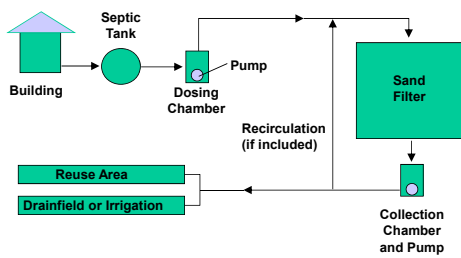 Septic
Tank
Building
Pump
Dosing
Chamber
Sand
Filter
Recirculation
(if included)
Reuse Area
Drainfield or Irrigation
Collection
Chamber
and Pump